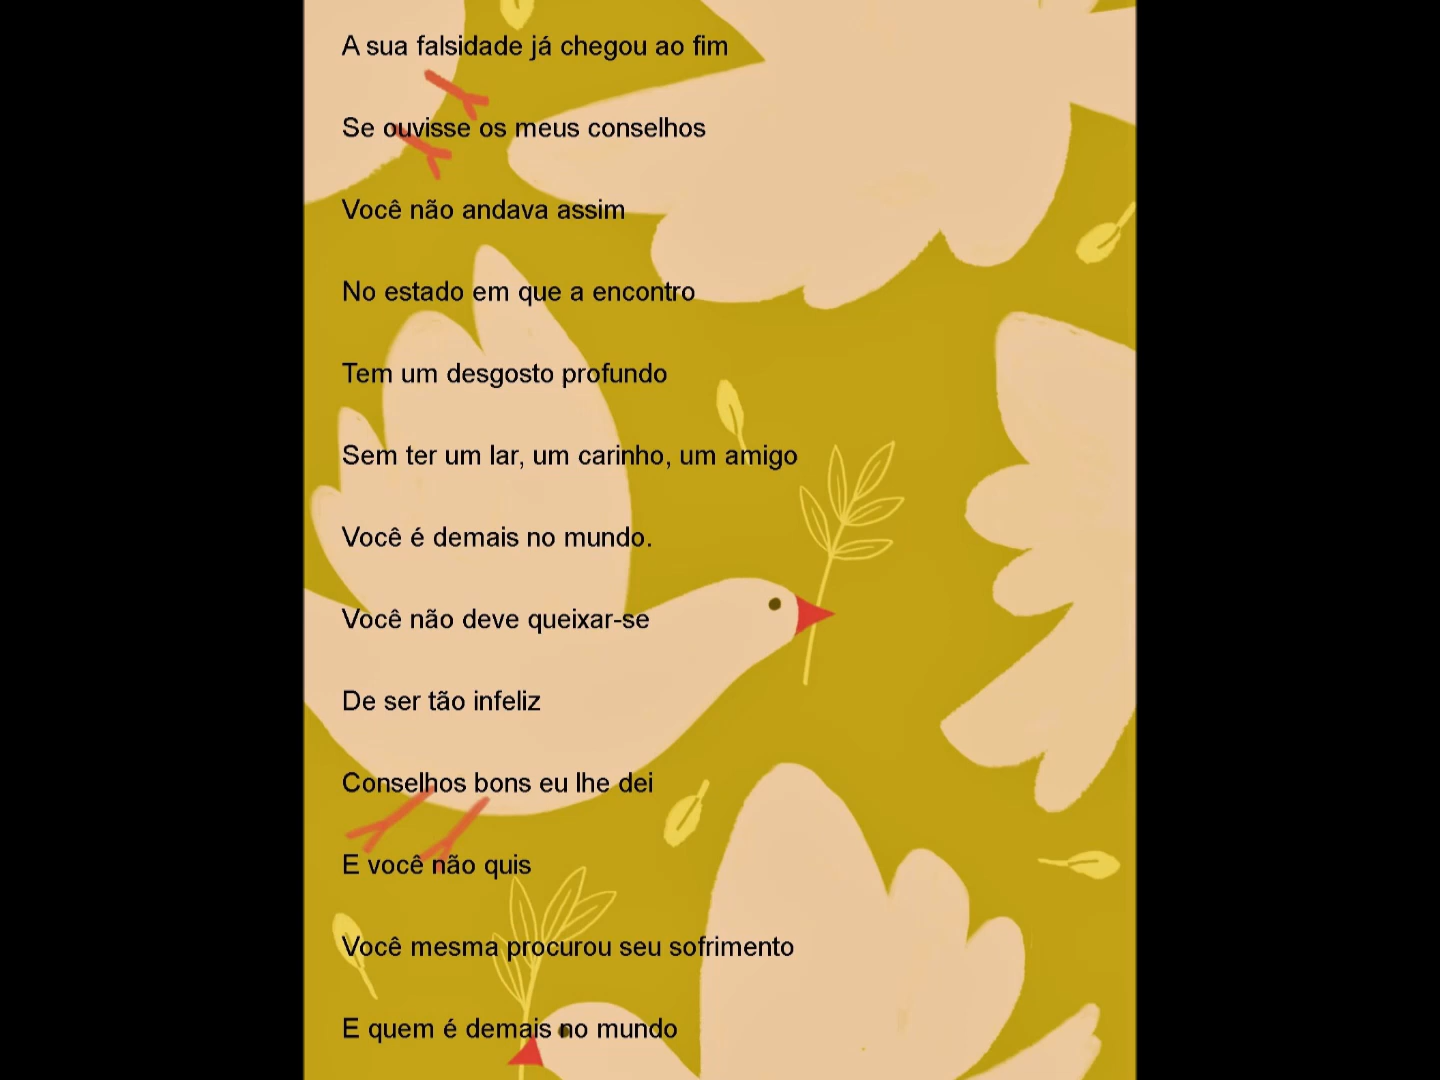 A sua falsidade já chegou ao fim
Se ouvisse os meus conselhos
Você não andava assim
No estado em que a encontro
Tem um desgosto profundo
Sem ter um lar, um carinho, um amigo
Você é demais no mundo.
Você não deve queixar-se
De ser tão infeliz
Conselhos bons eu lhe dei
E você não quis
Você mesma procurou seu sofrimento
E quem é demais no mundo